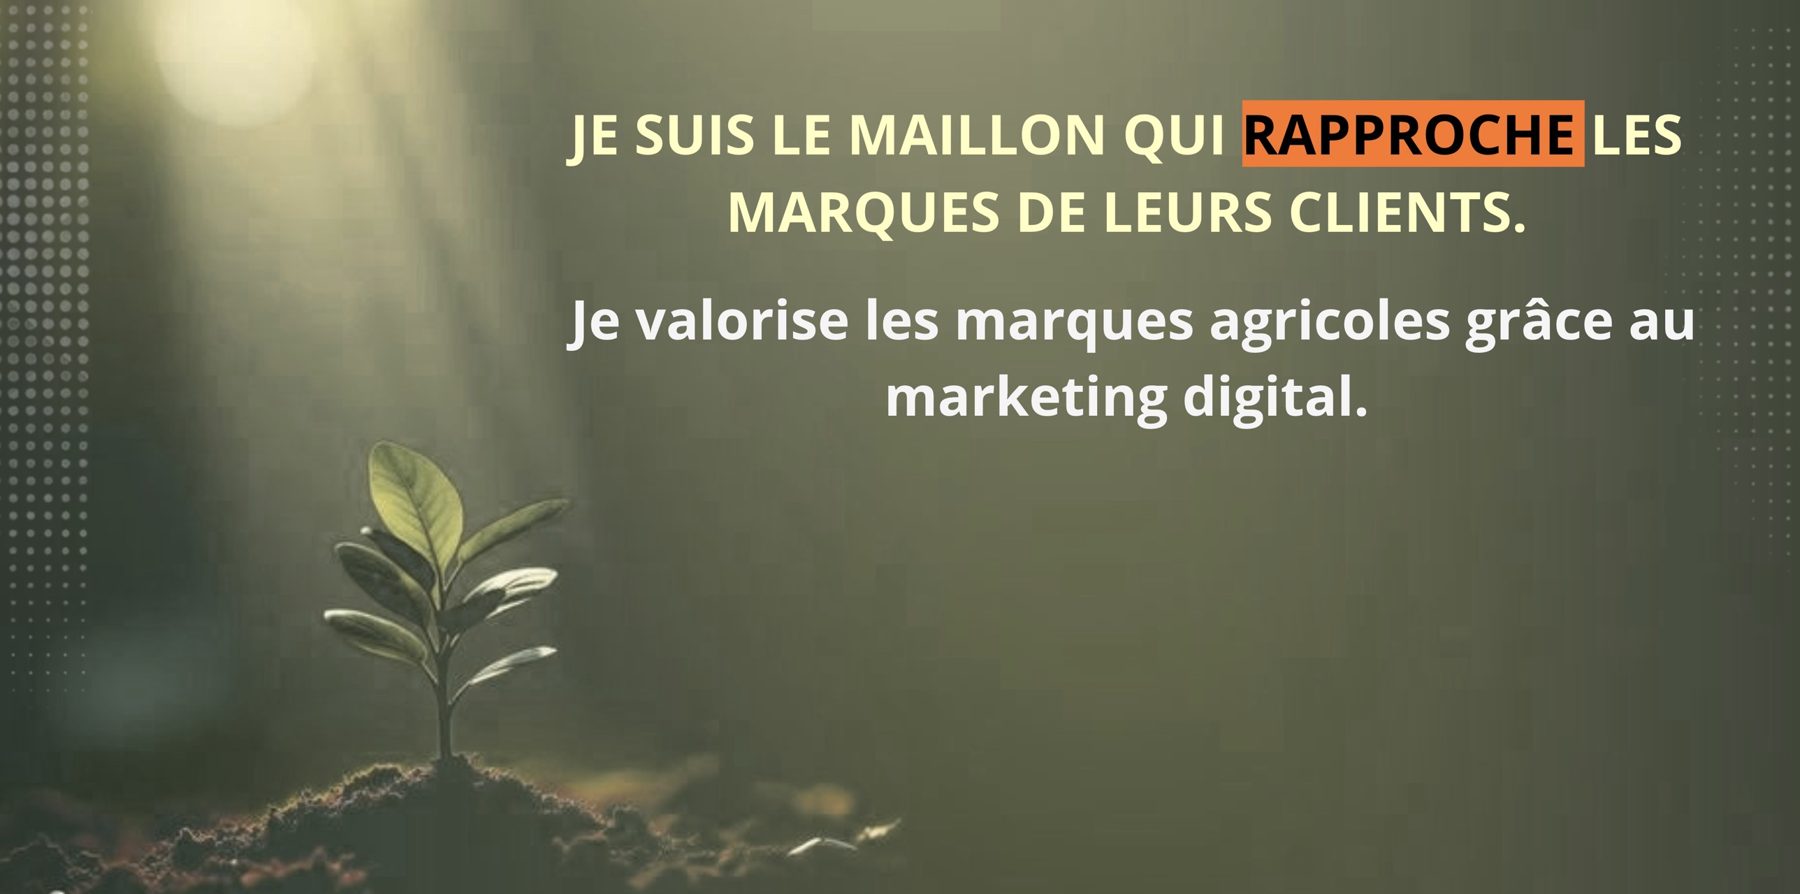 JE SUIS LE MAILLON QUI RAPPROCHE LES
MARQUES DE LEURS CLIENTS.
Je valorise les marques agricoles grâce au
marketing digital.